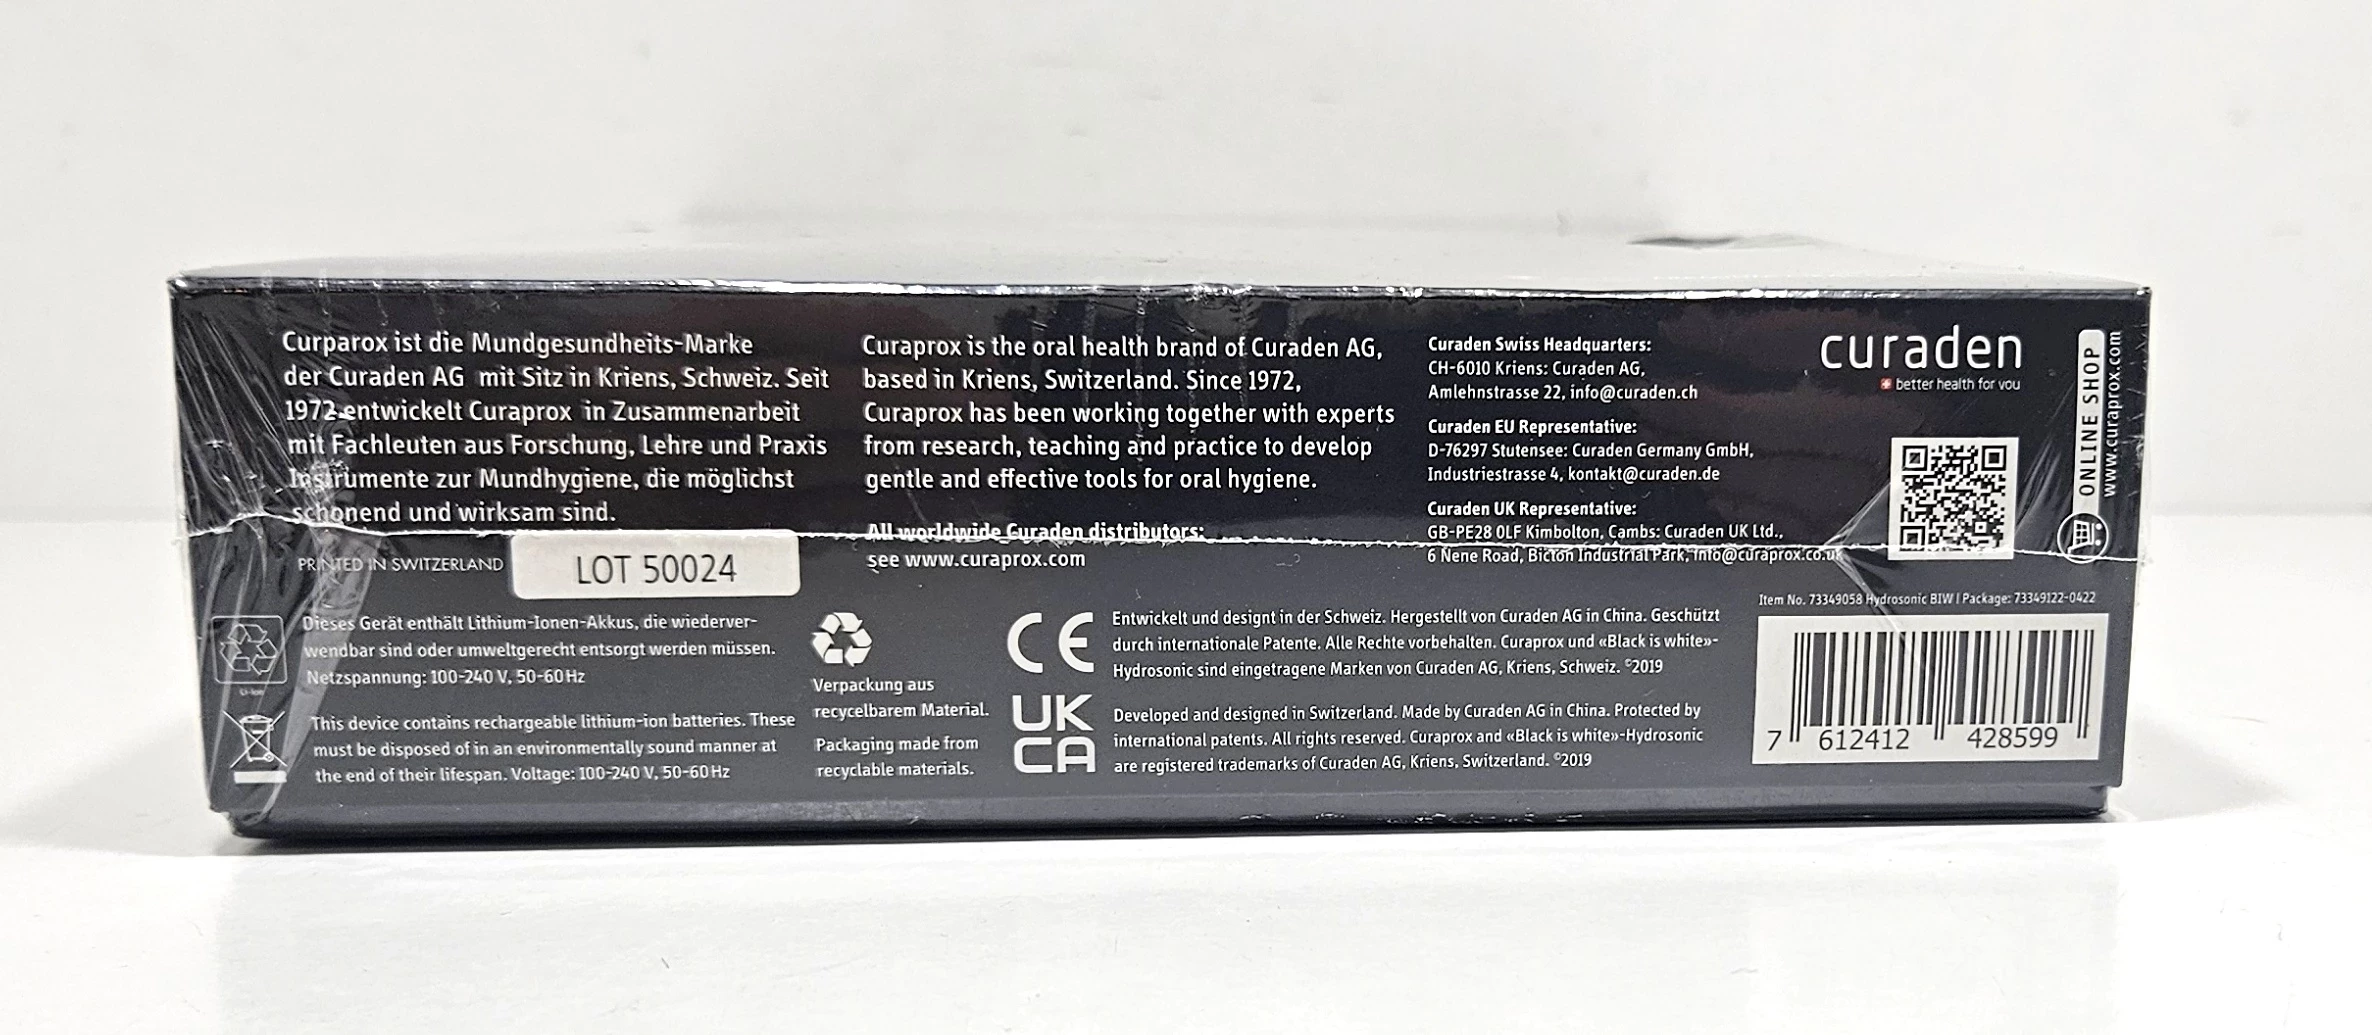 Curparox ist die Mundgesundheits-Marke
der Curaden AG mit Sitz in Kriens, Schweiz. Seit
1972 entwickelt Curaprox in Zusammenarbeit
mit Fachleuten aus Forschung, Lehre und Praxis
Instrumente zur Mundhygiene, die möglichst
schonend und wirksam sind.
PRINTED IN SWITZERLAND
LOT 50024
Curaprox is the oral health brand of Curaden AG,
based in Kriens, Switzerland. Since 1972,
Curaprox has been working together with experts
from research, teaching and practice to develop
gentle and effective tools for oral hygiene.
All worldwide Curaden distributors:
see www.curaprox.com
Curaden Swiss Headquarters:
CH-6010 Kriens: Curaden AG,
Amlehnstrasse 22, info@curaden.ch
Curaden EU Representative:
D-76297 Stutensee: Curaden Germany GmbH,
Industriestrasse 4, kontakt@curaden.de
Curaden UK Representative:
GB-PE28 0LF Kimbolton, Cambs: Curaden UK Ltd.,
6 Nene Road, Bicton Industrial Park, info@curaprox.co.uk
curaden
better health for you
ONLINE SHOP
www.curaprox.com
Li-Ion
Dieses Gerät enthält Lithium-Ionen-Akkus, die wiederver-
wendbar sind oder umweltgerecht entsorgt werden müssen.
Netzspannung: 100-240 V, 50-60 Hz
This device contains rechargeable lithium-ion batteries. These
must be disposed of in an environmentally sound manner at
the end of their lifespan. Voltage: 100-240 V, 50-60 Hz
Verpackung aus
recycelbarem Material.
Packaging made from
recyclable materials.
CE
UK
CA
Entwickelt und designt in der Schweiz. Hergestellt von Curaden AG in China. Geschützt
durch internationale Patente. Alle Rechte vorbehalten. Curaprox und «Black is white»-
Hydrosonic sind eingetragene Marken von Curaden AG, Kriens, Schweiz. ©2019
Developed and designed in Switzerland. Made by Curaden AG in China. Protected by
international patents. All rights reserved. Curaprox and «Black is white»-Hydrosonic
are registered trademarks of Curaden AG, Kriens, Switzerland. ©2019
Item No. 73349058 Hydrosonic BIW | Package: 73349122-0422
7 612412 428599